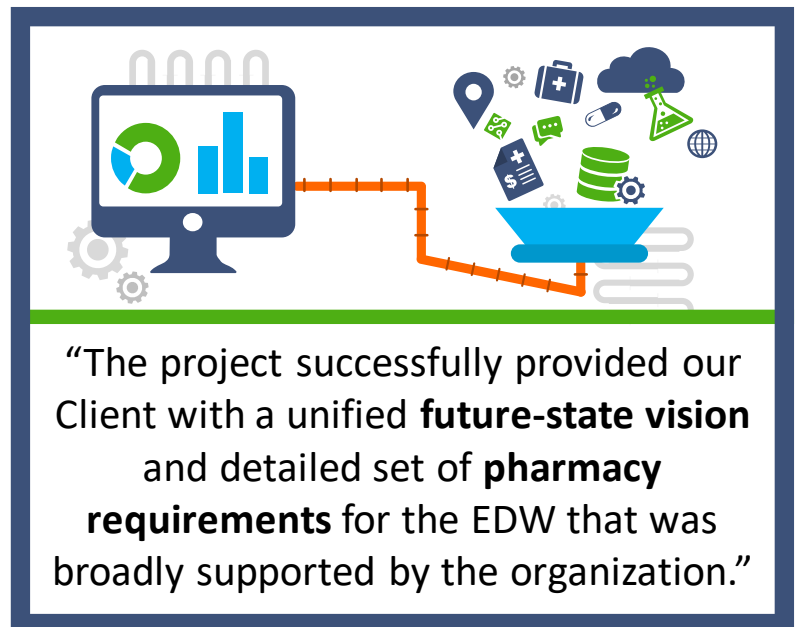 $
“The project successfully provided our
Client with a unified future-state vision
and detailed set of pharmacy
requirements for the EDW that was
broadly supported by the organization.”